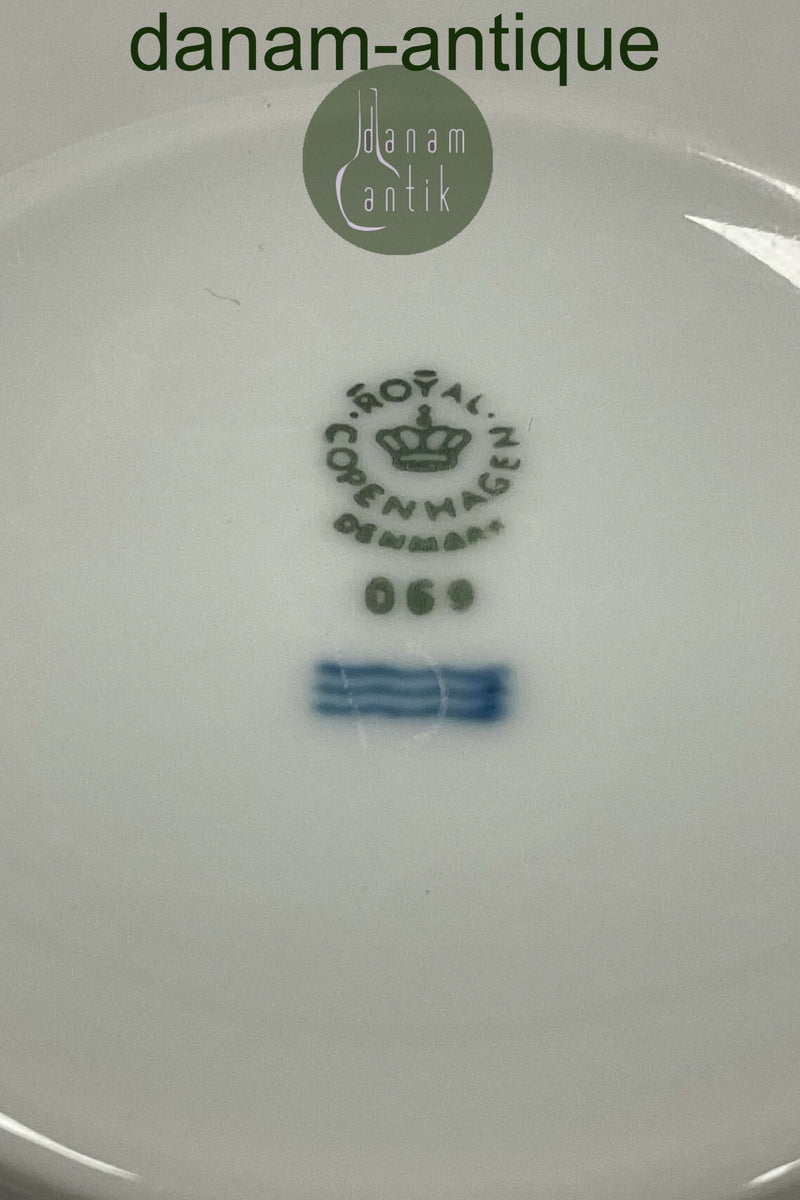 danam-antique
danam
antik
ROYAL
COPENHAGEN
DENMARK
069